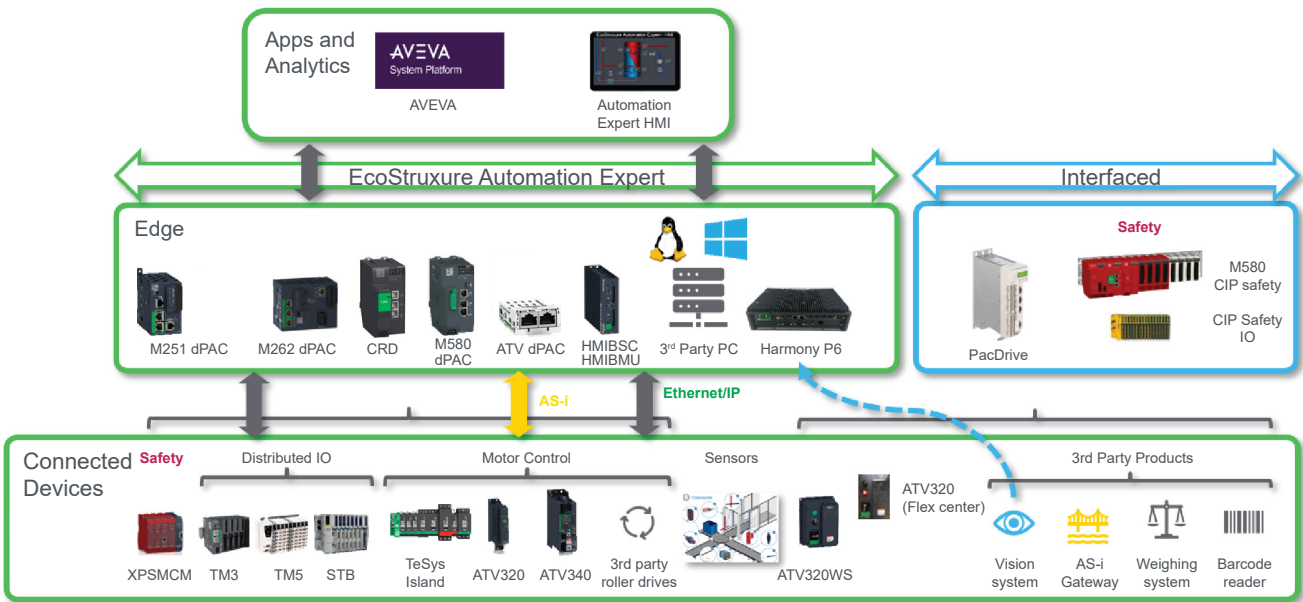 Apps and
Analytics
AVEVA
System Platform
AVEVA
EcoStruxure Automation Expert - HMI
Automation
Expert HMI
EcoStruxure Automation Expert
Interfaced
Edge
M251 dPAC
M262 dPAC
CRD
M580
dPAC
ATV dPAC
HMIBSC
HMIBMU
3rd Party PC
Harmony P6
Safety
PacDrive
M580
CIP safety
CIP Safety
IO
AS-i
Ethernet/IP
Connected
Devices
Safety
Distributed IO
Motor Control
Sensors
3rd Party Products
XPSMCM
TM3
TM5
STB
TeSys
Island
ATV320
ATV340
3rd party
roller drives
ATV320WS
ATV320
(Flex center)
Vision
system
AS-i
Gateway
Weighing
system
Barcode
reader